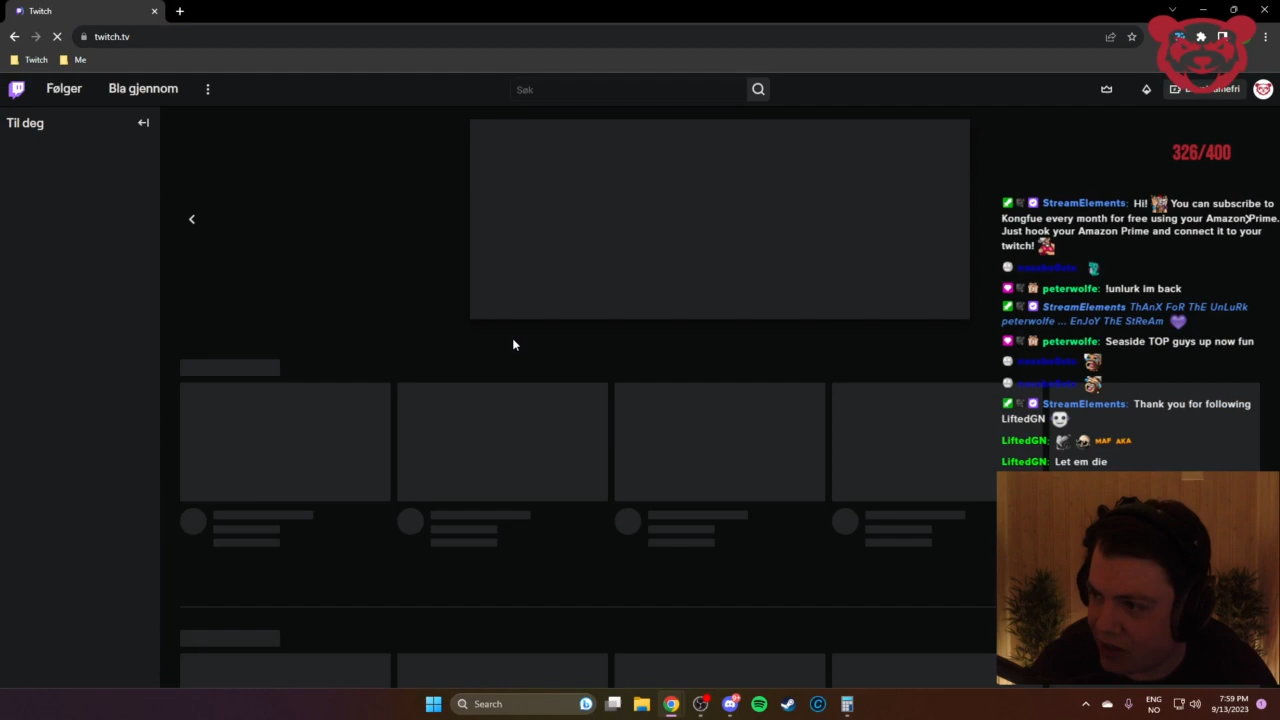 Twitch
twitch.tv
Twitch Me
Følger Bla gjennom Søk
Til deg
326/400
StreamElements: Hi! You can subscribe to
Kongfue every month for free using your Amazon Prime.
Just hook your Amazon Prime and connect it to your
twitch!
peterwolfe: !unlurk im back
StreamElements ThAnX FoR ThE UnLuRk
peterwolfe ... EnJoY ThE StReAm
peterwolfe: Seaside TOP guys up now fun
StreamElements: Thank you for following
LiftedGN
LiftedGN: MAF AKA
LiftedGN: Let em die
Search
ENG
NO
7:59 PM
9/13/2023